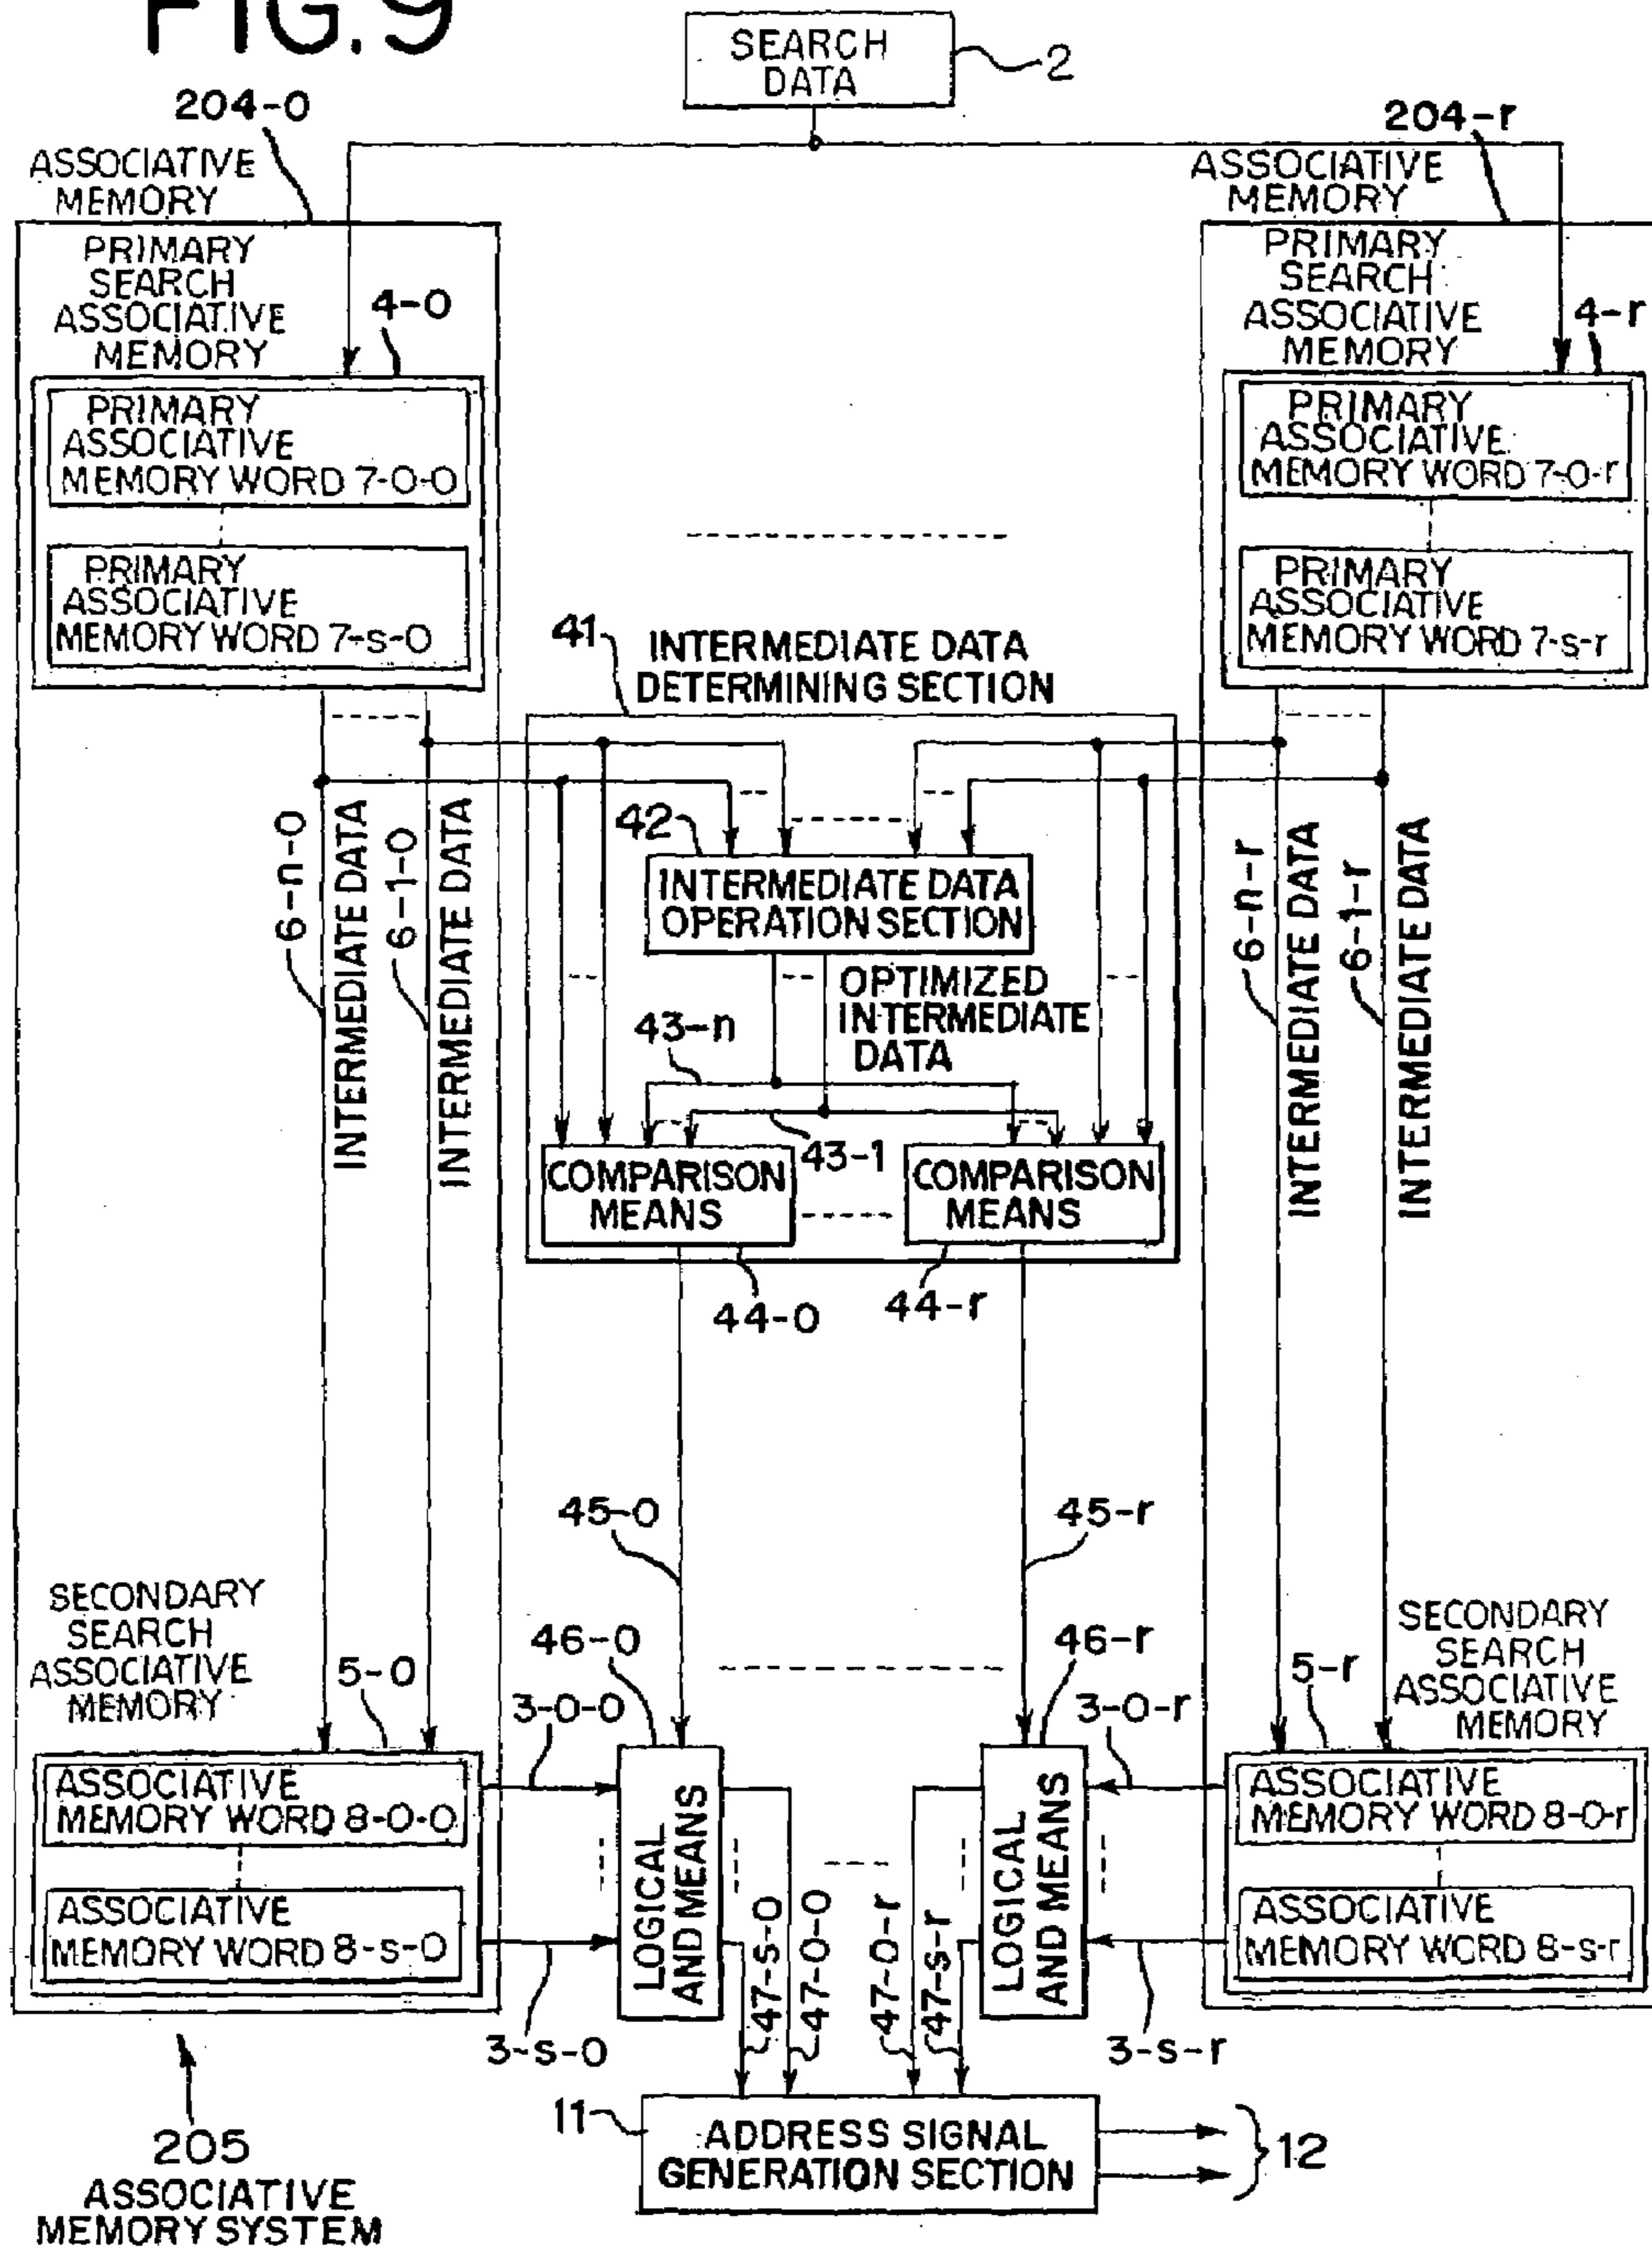 FIG. 9
SEARCH
DATA
2
204-0
ASSOCIATIVE
MEMORY
204-r
ASSOCIATIVE
MEMORY
PRIMARY
SEARCH
ASSOCIATIVE
MEMORY
4-0
PRIMARY
SEARCH
ASSOCIATIVE
MEMORY
4-r
PRIMARY
ASSOCIATIVE
MEMORY WORD 7-0-0
PRIMARY
ASSOCIATIVE
MEMORY WORD 7-s-0
PRIMARY
ASSOCIATIVE
MEMORY WORD 7-0-r
PRIMARY
ASSOCIATIVE
MEMORY WORD 7-s-r
41
INTERMEDIATE DATA
DETERMINING SECTION
6-n-0
INTERMEDIATE DATA
6-1-0
INTERMEDIATE DATA
42
INTERMEDIATE DATA
OPERATION SECTION
OPTIMIZED
INTERMEDIATE
DATA
43-n
43-1
COMPARISON
MEANS
COMPARISON
MEANS
44-0
44-r
6-n-r
INTERMEDIATE DATA
6-1-r
INTERMEDIATE DATA
45-0
45-r
SECONDARY
SEARCH
ASSOCIATIVE
MEMORY
5-0
46-0
46-r
5-r
SECONDARY
SEARCH
ASSOCIATIVE
MEMORY
3-0-0
3-0-r
ASSOCIATIVE
MEMORY WORD 8-0-0
ASSOCIATIVE
MEMORY WORD 8-s-0
LOGICAL
AND MEANS
LOGICAL
AND MEANS
ASSOCIATIVE
MEMORY WORD 8-0-r
ASSOCIATIVE
MEMORY WORD 8-s-r
3-s-0
47-s-0
47-0-0
47-0-r
47-s-r
3-s-r
11
ADDRESS SIGNAL
GENERATION SECTION
12
205
ASSOCIATIVE
MEMORY SYSTEM